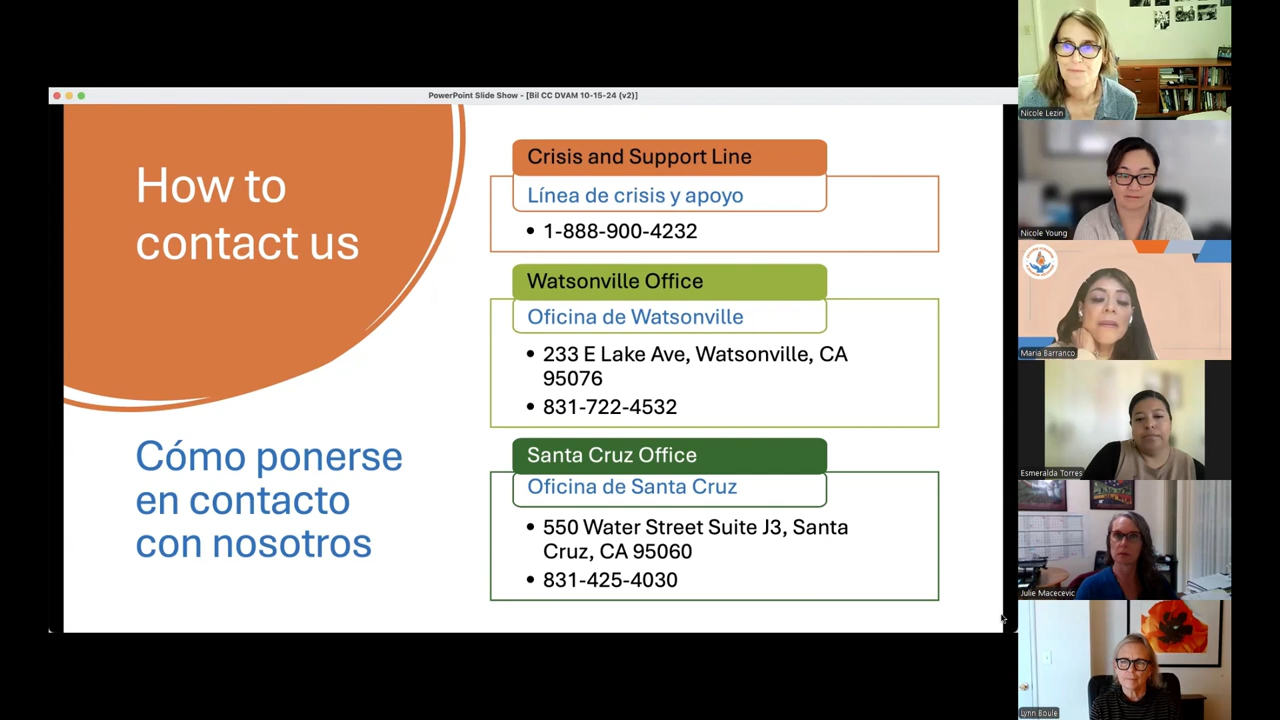 PowerPoint Slide Show - [Bil CC DVAM 10-15-24 (v2)]
How to
contact us
Cómo ponerse
en contacto
con nosotros
Crisis and Support Line
Línea de crisis y apoyo
• 1-888-900-4232
Watsonville Office
Oficina de Watsonville
• 233 E Lake Ave, Watsonville, CA
95076
• 831-722-4532
Santa Cruz Office
Oficina de Santa Cruz
• 550 Water Street Suite J3, Santa
Cruz, CA 95060
• 831-425-4030
Nicole Lezin
Nicole Young
Maria Barranco
Esmeralda Torres
Julie Macecevic
Lynn Boule